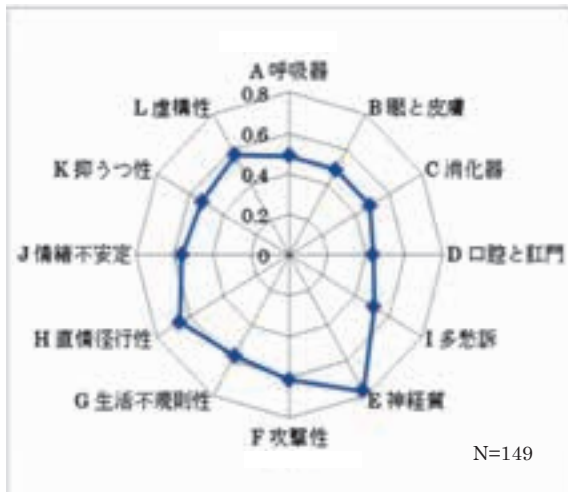 A 呼吸器
B 眼と皮膚
C 消化器
D 口腔と肛門
I 多愁訴
E 神経質
F 攻撃性
G 生活不規則性
H 直情径行性
J 情緒不安定
K 抑うつ性
L 虚構性
0.8
0.6
0.4
0.2
0
N=149